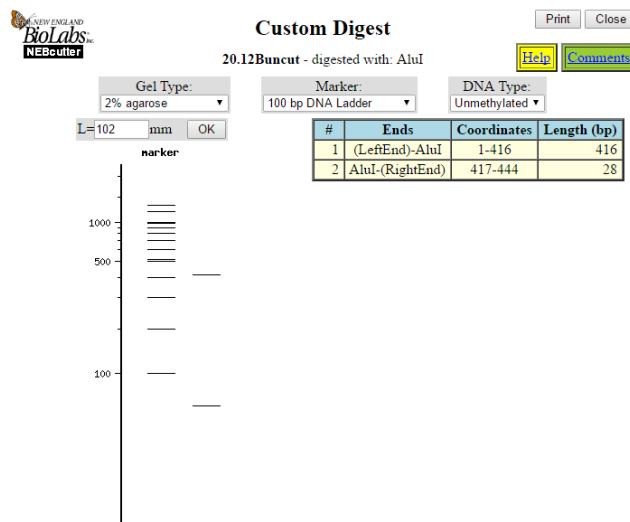 NEW ENGLAND
BioLabs Inc.
NEBcutter
Custom Digest
Print
Close
20.12Buncut - digested with: AluI
Help
Comments
Gel Type:
2% agarose
Marker:
100 bp DNA Ladder
DNA Type:
Unmethylated
L= 102 mm OK
# Ends Coordinates Length (bp)
1 (LeftEnd)-AluI 1-416 416
2 AluI-(RightEnd) 417-444 28
marker
1000
500
100